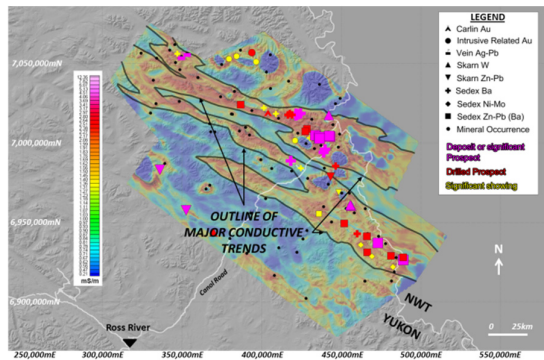 LEGEND
Carlin Au
Intrusive Related Au
Vein Ag-Pb
Skarn W
Skarn Zn-Pb
Sedex Ba
Sedex Ni-Mo
Sedex Zn-Pb (Ba)
Mineral Occurrence
Deposit or significant
Prospect
Drilled Prospect
Significant showing
7,050,000mN
7,000,000mN
6,950,000mN
6,900,000mN
mS/m
OUTLINE OF
MAJOR CONDUCTIVE
TRENDS
Canol Road
Ross River
NWT
YUKON
N
0 25km
250,000mE 300,000mE 350,000mE 400,000mE 450,000mE 500,000mE 550,000mE